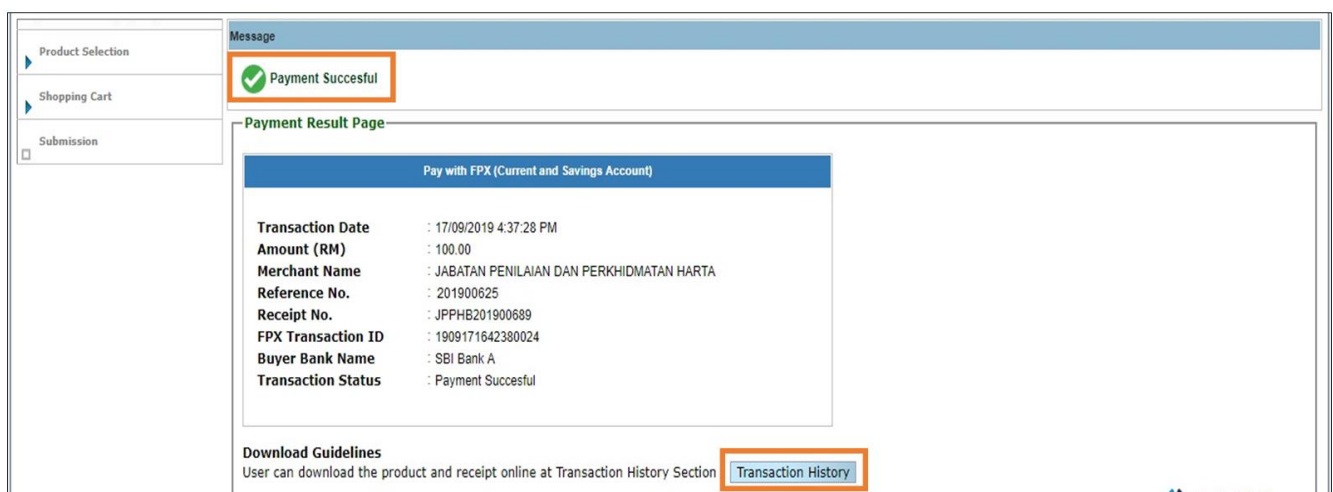 Product Selection
Shopping Cart
Submission
Message
Payment Succesful
Payment Result Page
Pay with FPX (Current and Savings Account)
Transaction Date : 17/09/2019 4:37:28 PM
Amount (RM) : 100.00
Merchant Name : JABATAN PENILAIAN DAN PERKHIDMATAN HARTA
Reference No. : 201900625
Receipt No. : JPPHB201900689
FPX Transaction ID : 1909171642380024
Buyer Bank Name : SBI Bank A
Transaction Status : Payment Succesful
Download Guidelines
User can download the product and receipt online at Transaction History Section Transaction History